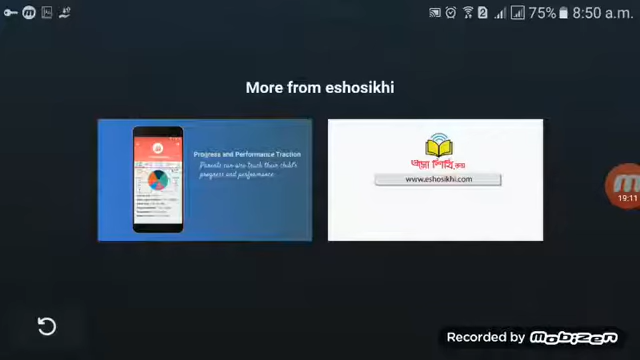 75% 8:50 a.m.
More from eshosikhi
Progress and Performance Traction
Parents can use track their child's
progress and performance.
www.eshosikhi.com
19:11
Recorded by mobizen